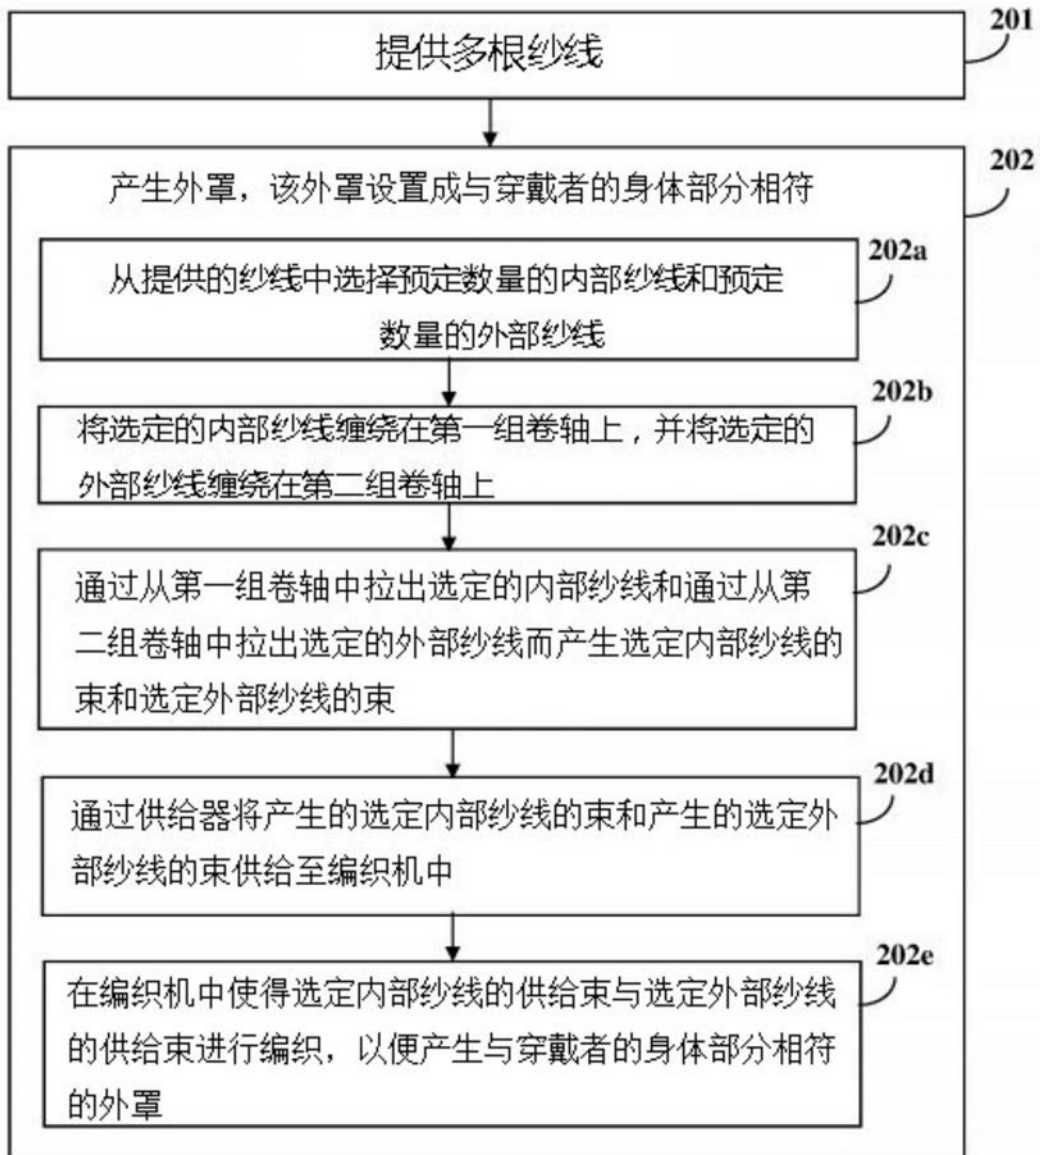 201
提供多根纱线
202
产生外罩，该外罩设置成与穿戴者的身体部分相符
202a
从提供的纱线中选择预定数量的内部纱线和预定
数量的外部纱线
202b
将选定的内部纱线缠绕在第一组卷轴上，并将选定的
外部纱线缠绕在第二组卷轴上
202c
通过从第一组卷轴中拉出选定的内部纱线和通过从第
二组卷轴中拉出选定的外部纱线而产生选定内部纱线的
束和选定外部纱线的束
202d
通过供给器将产生的选定内部纱线的束和产生的选定外
部纱线的束供给至编织机中
202e
在编织机中使得选定内部纱线的供给束与选定外部纱线
的供给束进行编织，以便产生与穿戴者的身体部分相符
的外罩